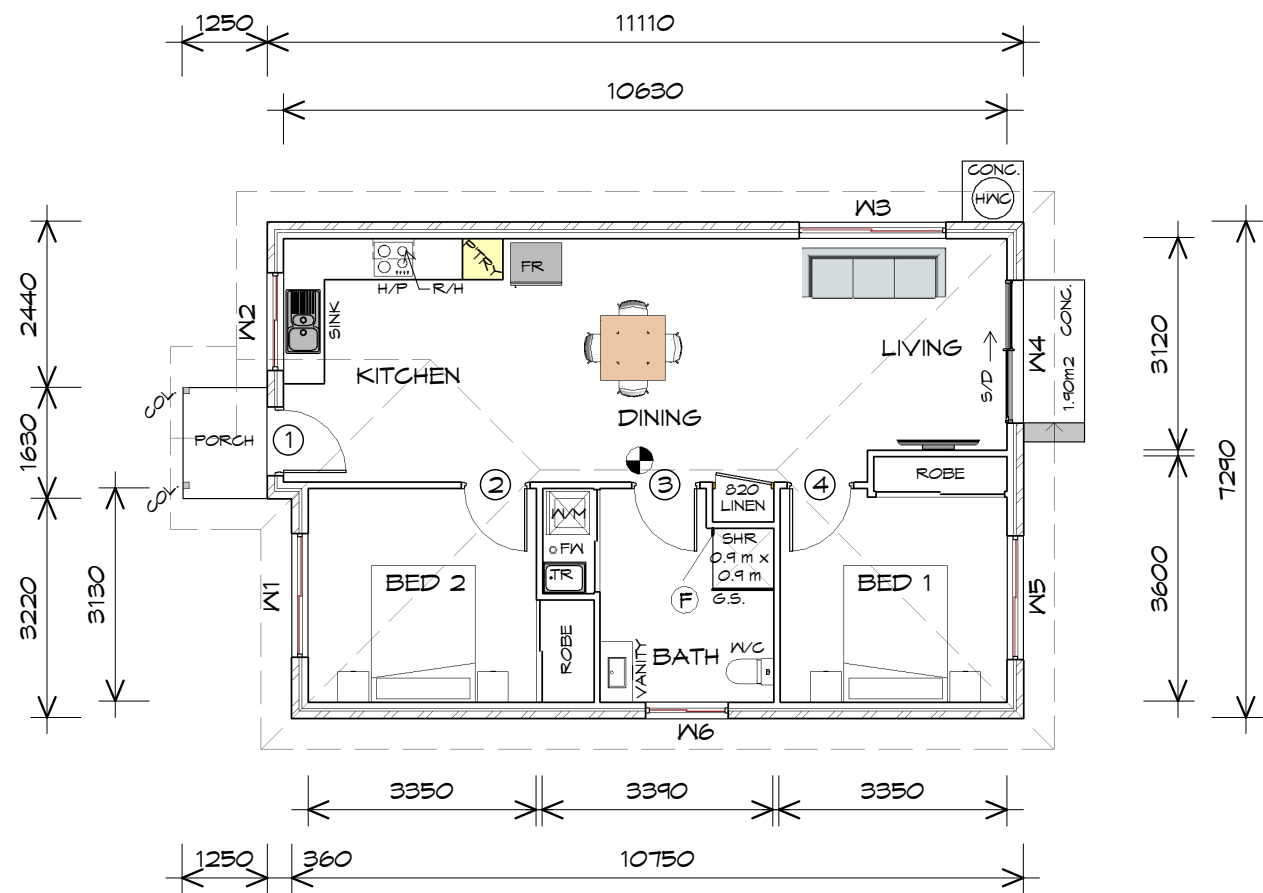 1250
11110
10630
CONC.
HWC
W3
P'TRY
FR
H/P
R/H
SINK
W2
2440
KITCHEN
LIVING
S/D
W4
1.90m2 CONC.
3120
7290
COL.
DINING
PORCH
1
1630
COL.
2
3
4
820
LINEN
ROBE
W/M
FW
TR
SHR
0.9 m x
0.9 m
G.S.
F
BED 2
BED 1
W1
W5
3220
3130
3600
ROBE
VANITY
BATH
W/C
W6
3350
3390
3350
1250
360
10750